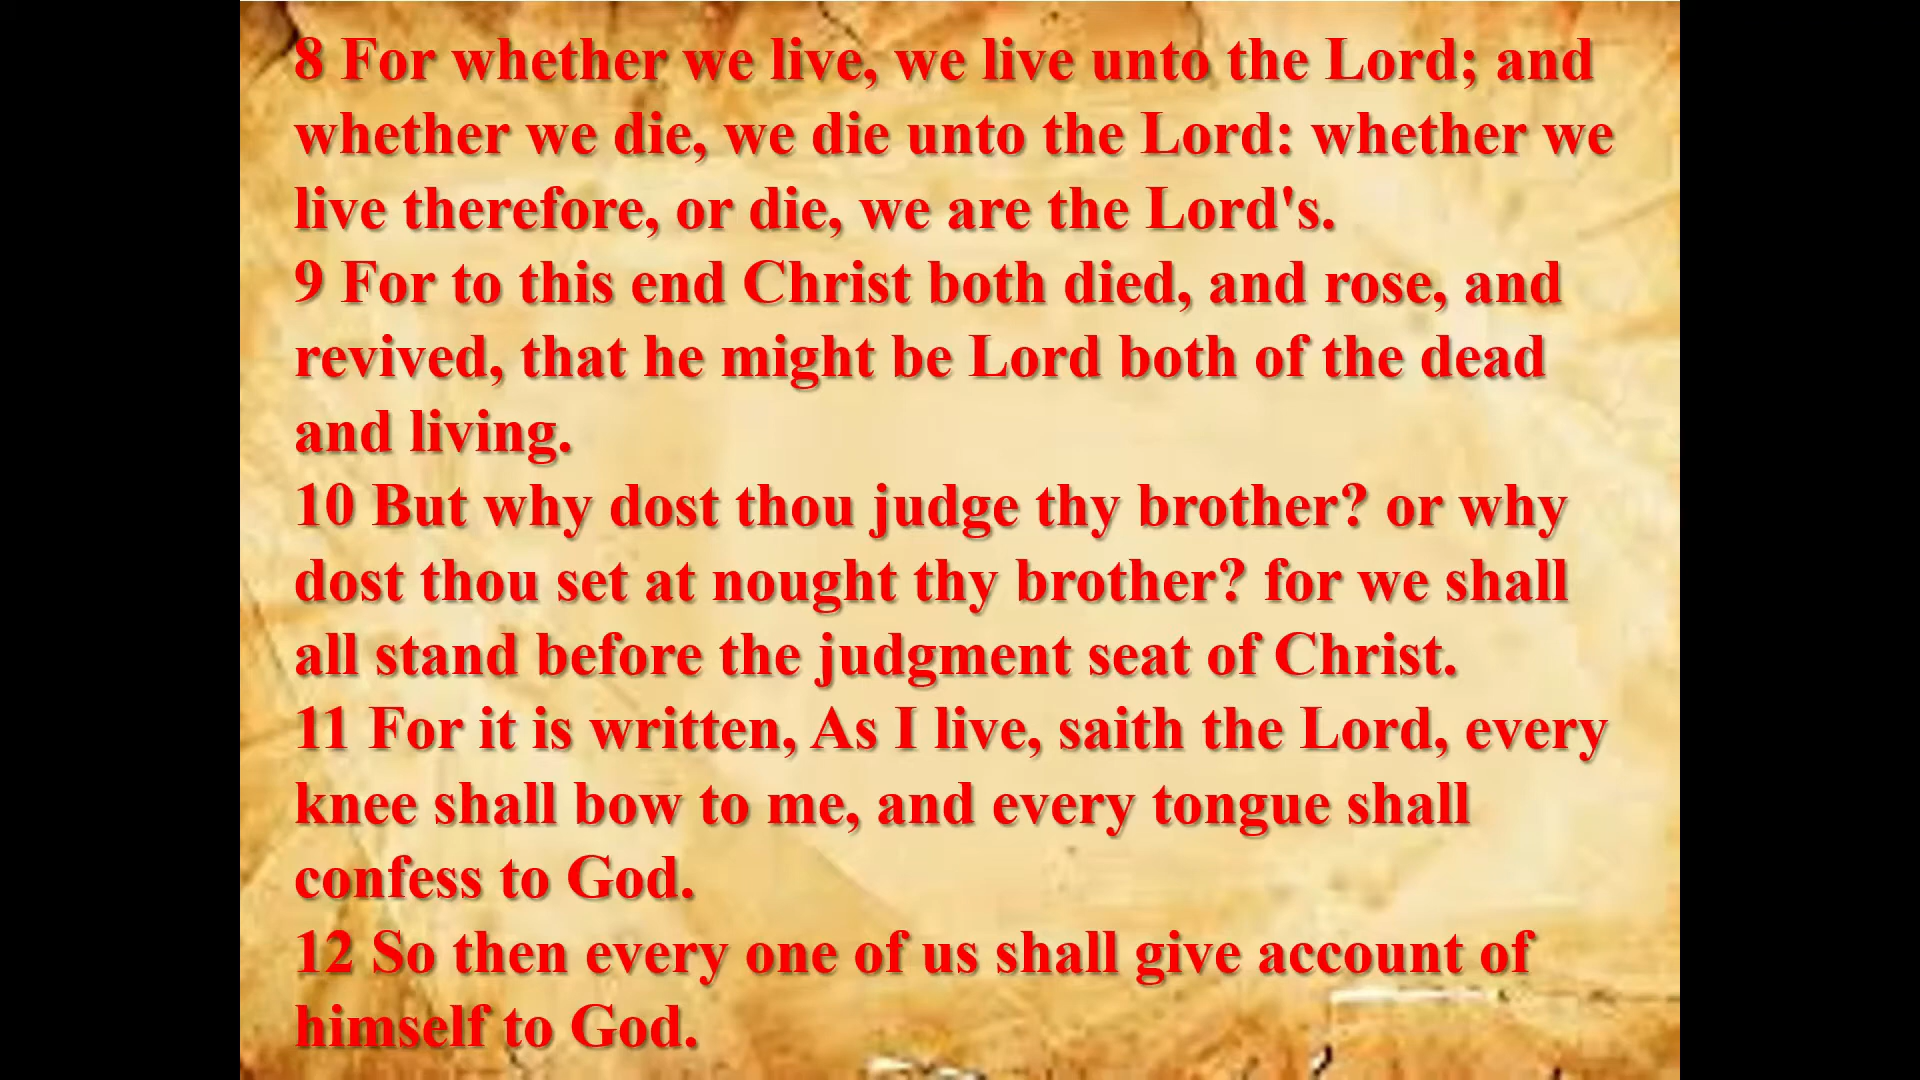 8 For whether we live, we live unto the Lord; and
whether we die, we die unto the Lord: whether we
live therefore, or die, we are the Lord's.
9 For to this end Christ both died, and rose, and
revived, that he might be Lord both of the dead
and living.
10 But why dost thou judge thy brother? or why
dost thou set at nought thy brother? for we shall
all stand before the judgment seat of Christ.
11 For it is written, As I live, saith the Lord, every
knee shall bow to me, and every tongue shall
confess to God.
12 So then every one of us shall give account of
himself to God.